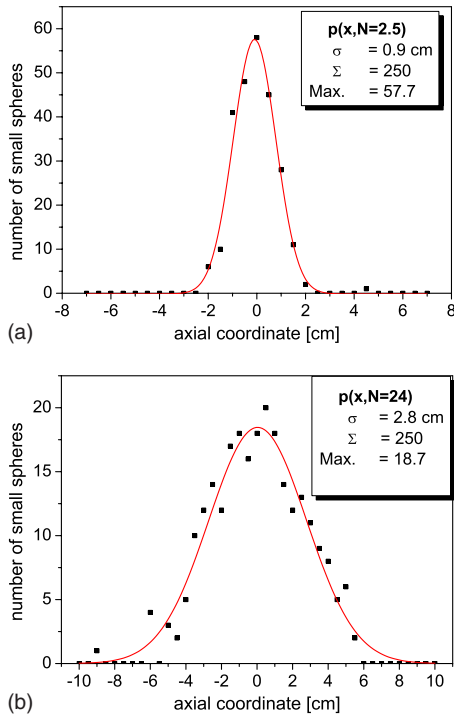 60
50
40
30
20
10
0
number of small spheres
p(x,N=2.5)
σ = 0.9 cm
Σ = 250
Max. = 57.7
-8 -6 -4 -2 0 2 4 6 8
axial coordinate [cm]
(a)
20
15
10
5
0
number of small spheres
p(x,N=24)
σ = 2.8 cm
Σ = 250
Max. = 18.7
-10 -8 -6 -4 -2 0 2 4 6 8 10
axial coordinate [cm]
(b)